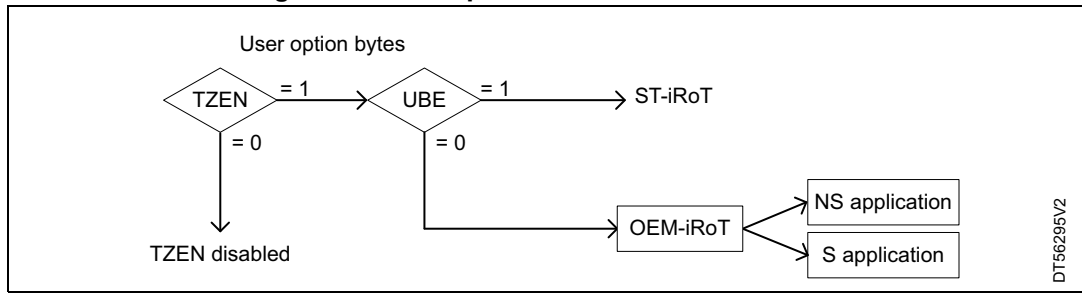 User option bytes
TZEN
= 1
UBE
= 1
ST-iRoT
= 0
= 0
NS application
OEM-iRoT
S application
TZEN disabled
DT56295V2